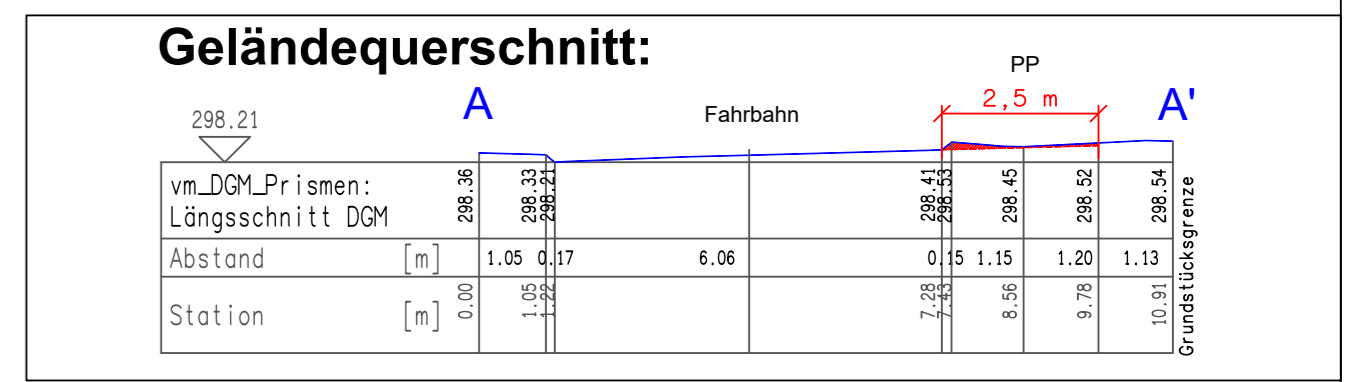 Geländequerschnitt:
PP
A
2,5 m
A'
298.21
Fahrbahn
vm_DGM_Prismen:
Längsschnitt DGM
298.36
298.33
298.21
298.41
298.53
298.45
298.52
298.54
Abstand [m] 1.05 0.17 6.06 0.15 1.15 1.20 1.13
Station [m]
0.00
1.05
1.22
7.28
7.43
8.56
9.78
10.91
Grundstücksgrenze